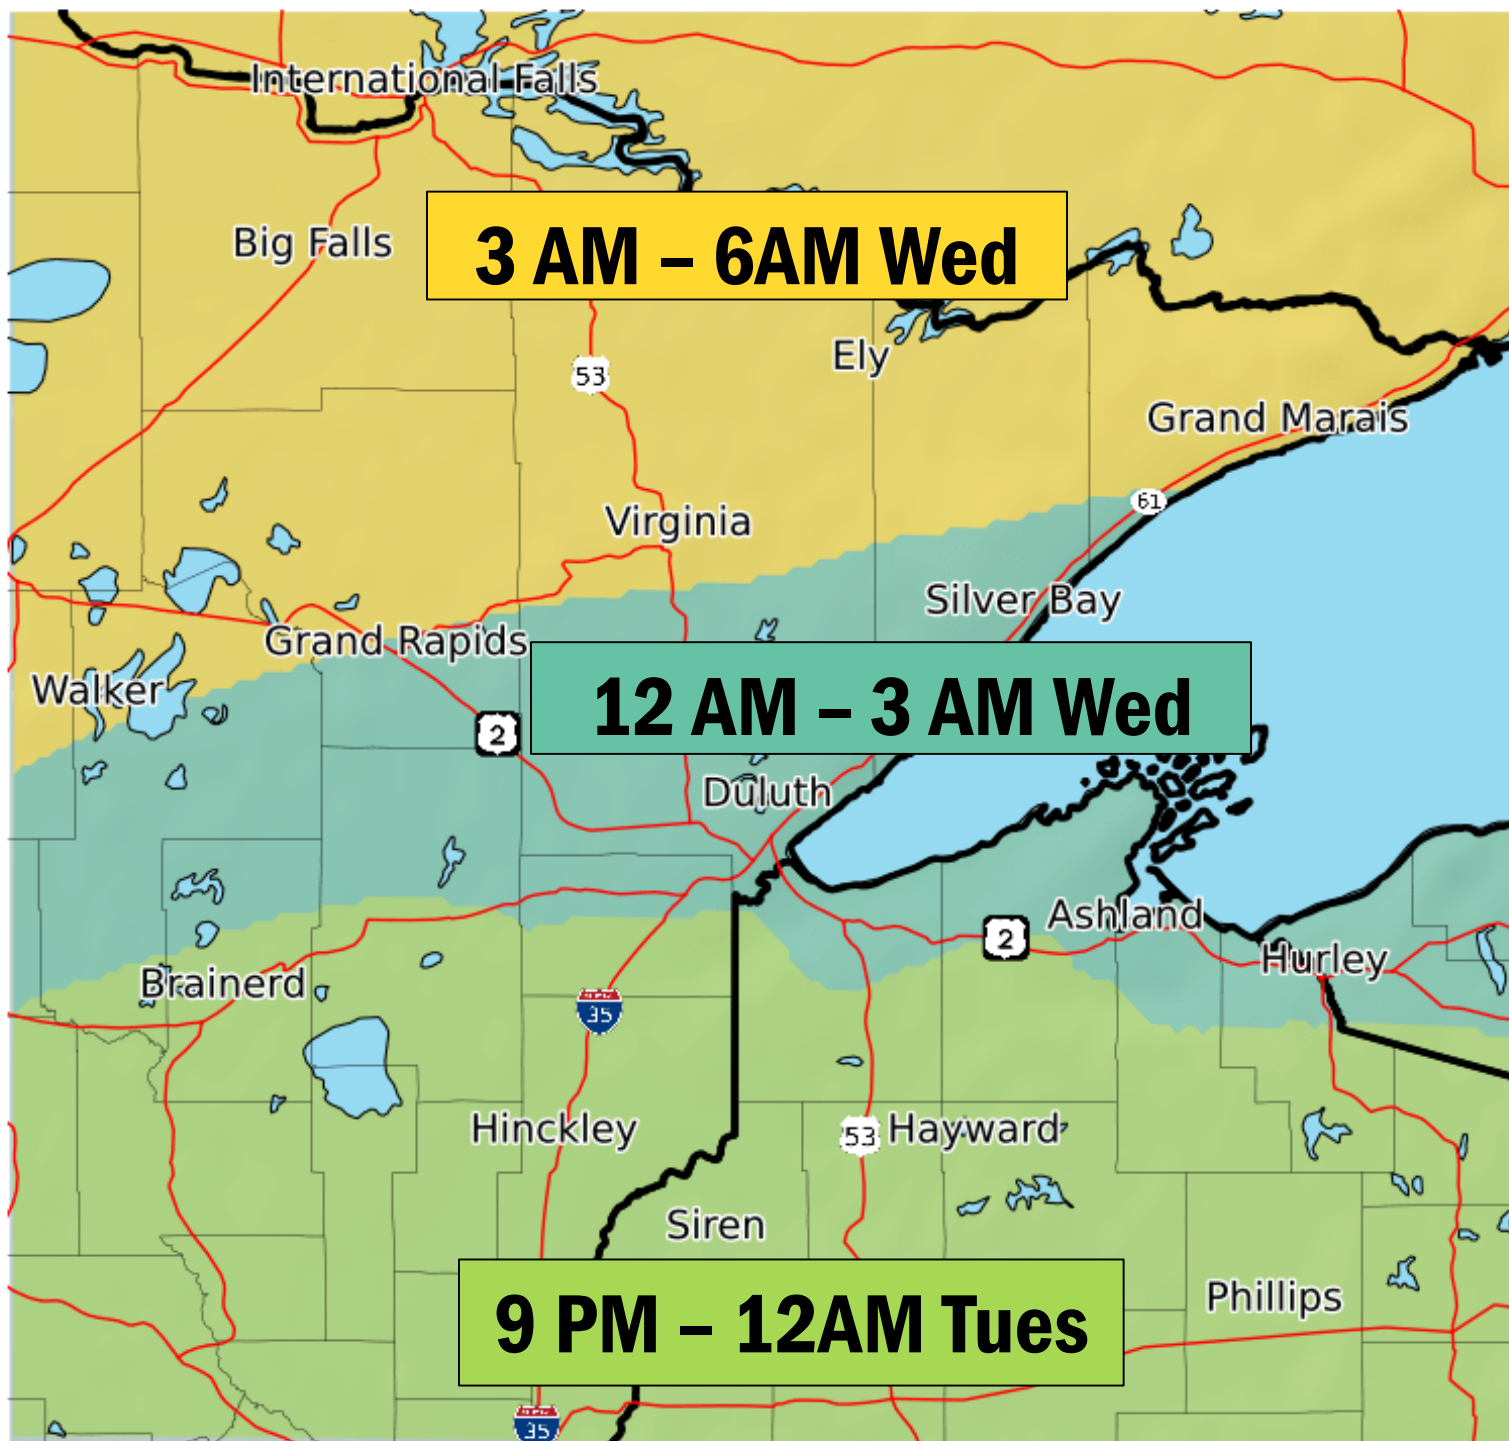 International Falls
Big Falls
3 AM – 6AM Wed
Ely
53
Grand Marais
61
Virginia
Silver Bay
Grand Rapids
Walker
12 AM – 3 AM Wed
2
Duluth
Ashland
2
Hurley
Brainerd
35
Hinckley
53
Hayward
Siren
Phillips
9 PM – 12AM Tues
35